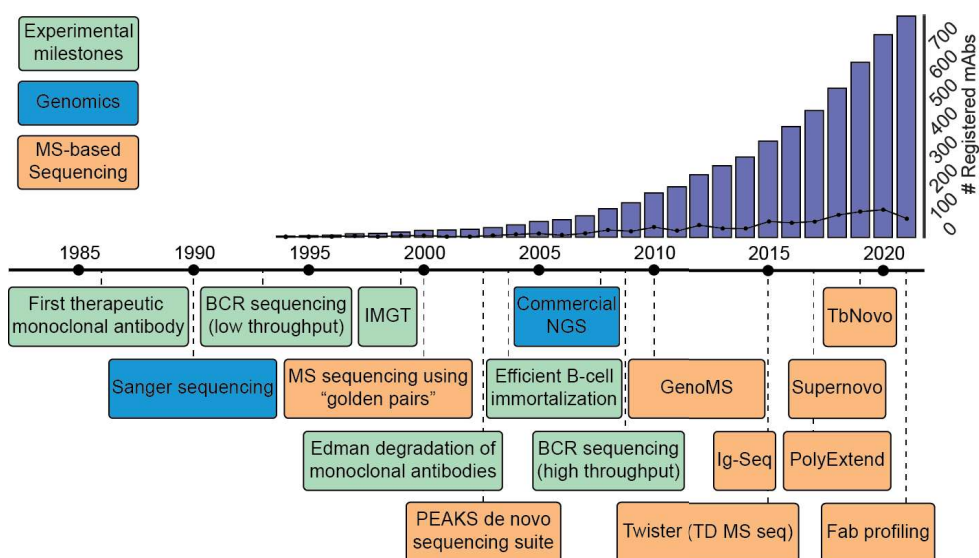 Experimental
milestones
Genomics
MS-based
Sequencing
700
600
500
400
300
200
100
0
# Registered mAbs
1985
1990
1995
2000
2005
2010
2015
2020
First therapeutic
monoclonal antibody
BCR sequencing
(low throughput)
IMGT
Commercial
NGS
TbNovo
Sanger sequencing
MS sequencing using
“golden pairs”
Efficient B-cell
immortalization
GenoMS
Supernovo
Edman degradation of
monoclonal antibodies
BCR sequencing
(high throughput)
Ig-Seq
PolyExtend
PEAKS de novo
sequencing suite
Twister (TD MS seq)
Fab profiling